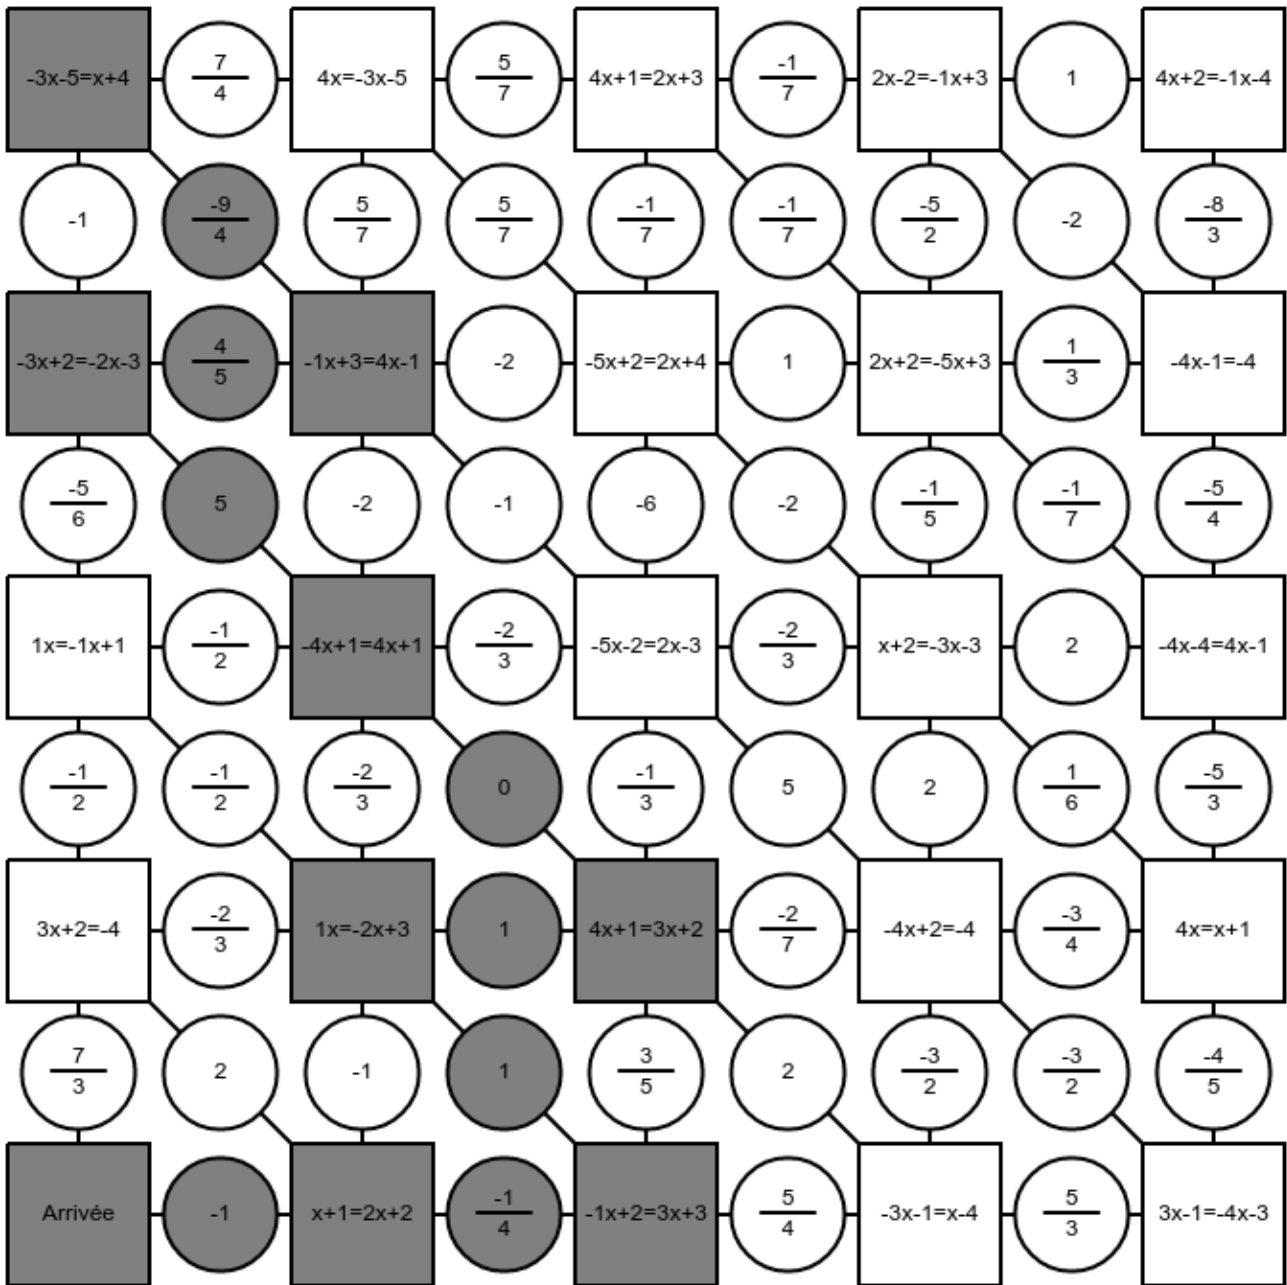 -3x-5=x+4 7/4 4x=-3x-5 5/7 4x+1=2x+3 -1/7 2x-2=-1x+3 1 4x+2=-1x-4
-1 -9/4 5/7 5/7 -1/7 -1/7 -5/2 -2 -8/3
-3x+2=-2x-3 4/5 -1x+3=4x-1 -2 -5x+2=2x+4 1 2x+2=-5x+3 1/3 -4x-1=-4
-5/6 5 -2 -1 -6 -2 -1/5 -1/7 -5/4
1x=-1x+1 -1/2 -4x+1=4x+1 -2/3 -5x-2=2x-3 -2/3 x+2=-3x-3 2 -4x-4=4x-1
-1/2 -1/2 -2/3 0 -1/3 5 2 1/6 -5/3
3x+2=-4 -2/3 1x=-2x+3 1 4x+1=3x+2 -2/7 -4x+2=-4 -3/4 4x=x+1
7/3 2 -1 1 3/5 2 -3/2 -3/2 -4/5
Arrivée -1 x+1=2x+2 -1/4 -1x+2=3x+3 5/4 -3x-1=x-4 5/3 3x-1=-4x-3